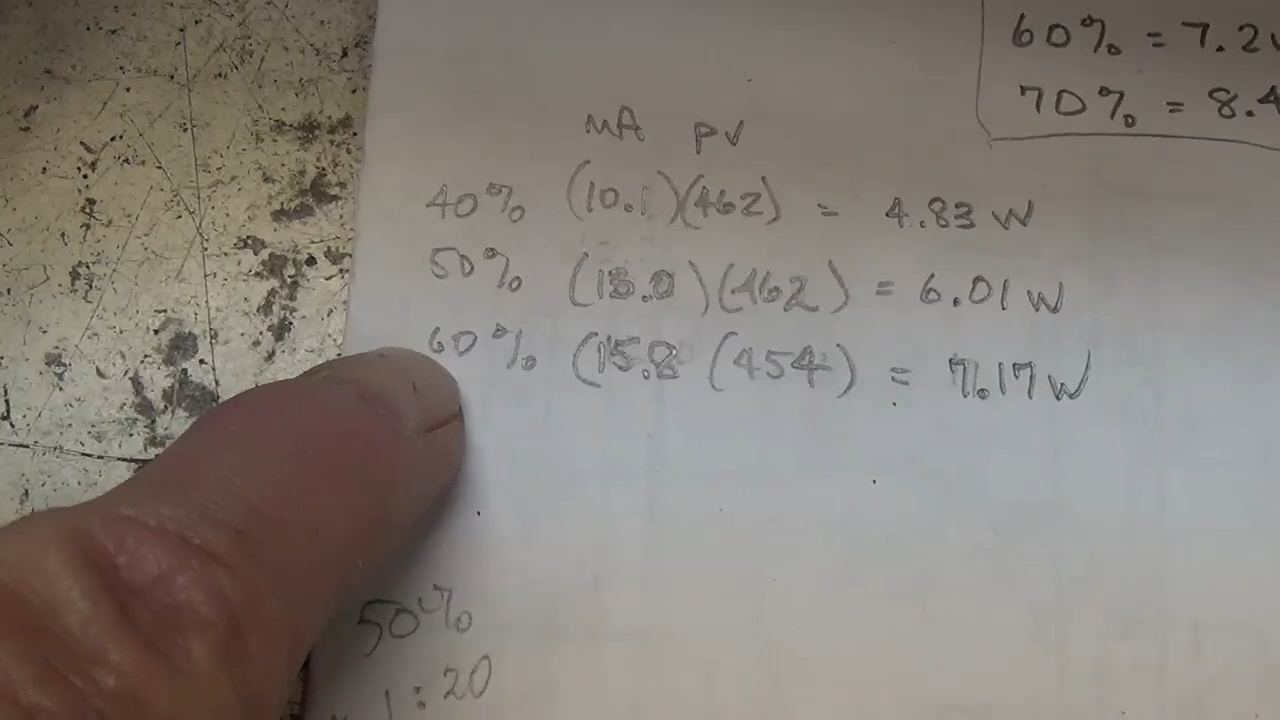 60% = 7.2
70% = 8.4
MA PV
40% (10.1)(462) = 4.83 W
50% (13.0)(462) = 6.01 W
60% (15.8 (454) = 7.17 W
50%
1:20